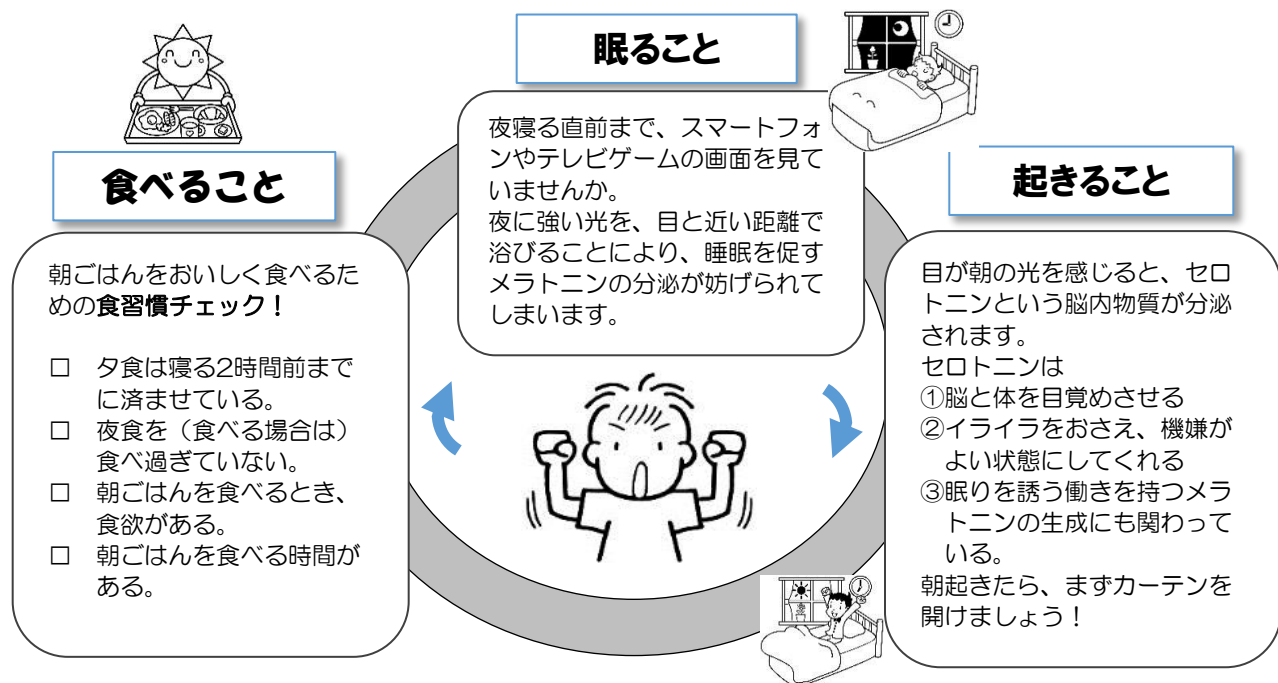 眠ること
夜寝る直前まで、スマートフォ
ンやテレビゲームの画面を見て
いませんか。
夜に強い光を、目と近い距離で
浴びることにより、睡眠を促す
メラトニンの分泌が妨げられて
しまいます。
食べること
朝ごはんをおいしく食べるた
めの食習慣チェック！
□ 夕食は寝る2時間前まで
に済ませている。
□ 夜食を（食べる場合は）
食べ過ぎていない。
□ 朝ごはんを食べるとき、
食欲がある。
□ 朝ごはんを食べる時間が
ある。
起きること
目が朝の光を感じると、セロ
トニンという脳内物質が分泌
されます。
セロトニンは
①脳と体を目覚めさせる
②イライラをおさえ、機嫌が
よい状態にしてくれる
③眠りを誘う働きを持つメラ
トニンの生成にも関わって
いる。
朝起きたら、まずカーテンを
開けましょう！